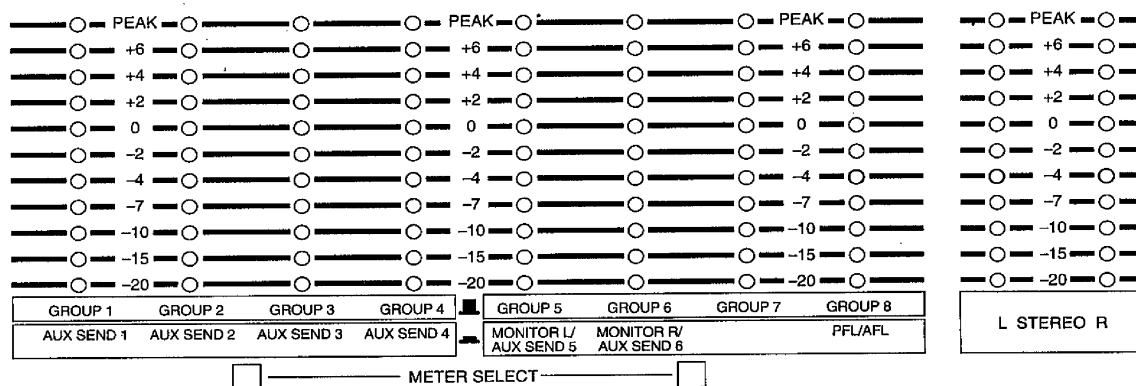 PEAK PEAK PEAK PEAK
+6 +6 +6 +6
+4 +4 +4 +4
+2 +2 +2 +2
0 0 0 0
–2 –2 –2 –2
–4 –4 –4 –4
–7 –7 –7 –7
–10 –10 –10 –10
–15 –15 –15 –15
–20 –20 –20 –20
GROUP 1 GROUP 2 GROUP 3 GROUP 4 GROUP 5 GROUP 6 GROUP 7 GROUP 8
AUX SEND 1 AUX SEND 2 AUX SEND 3 AUX SEND 4 MONITOR L/ MONITOR R/ PFL/AFL
AUX SEND 5 AUX SEND 6
L STEREO R
METER SELECT